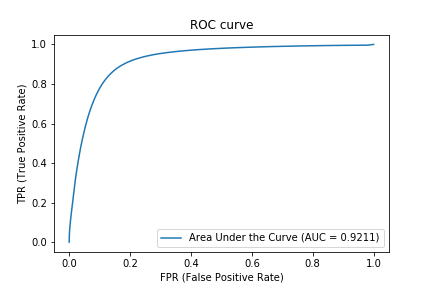 ROC curve
1.0
0.8
0.6
0.4
0.2
0.0
TPR (True Positive Rate)
Area Under the Curve (AUC = 0.9211)
0.0 0.2 0.4 0.6 0.8 1.0
FPR (False Positive Rate)